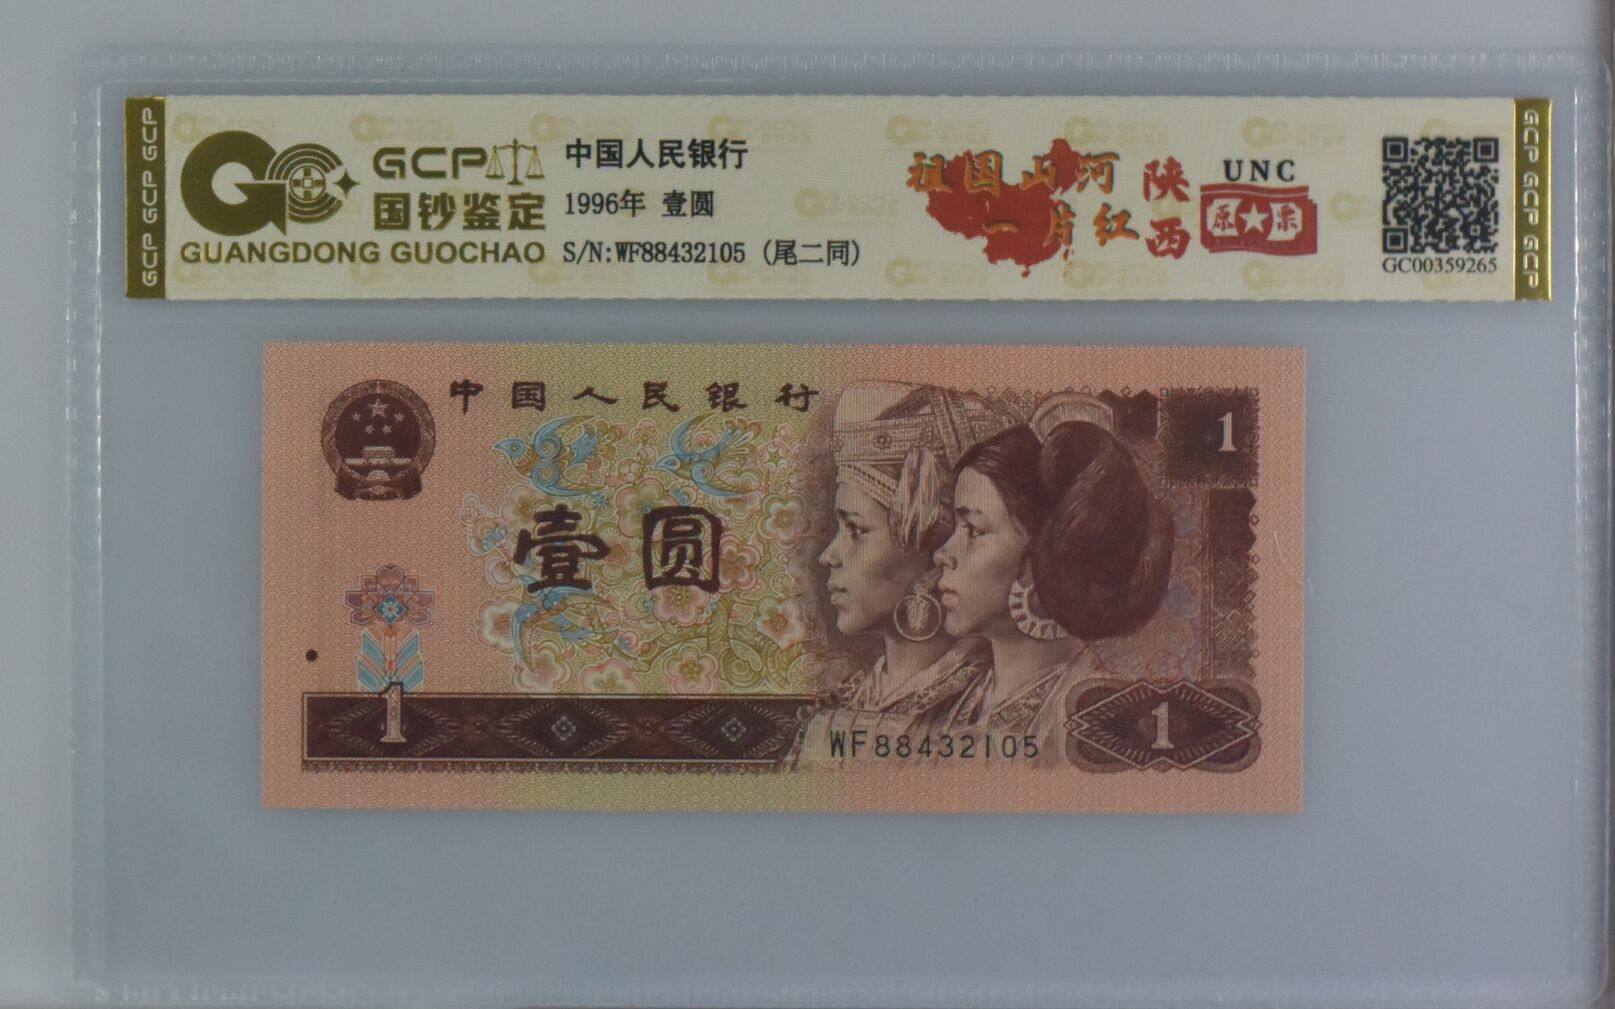 GCP GCP GCP
GCP
国钞鉴定
GUANGDONG GUOCHAO
中国人民银行
1996年 壹圆
S/N:WF88432105 (尾二同)
祖国山河
一片红
陕西
UNC
原★票
GC00359265
GCP GCP GCP
中国人民银行
1
壹圆
1
WF88432105
1